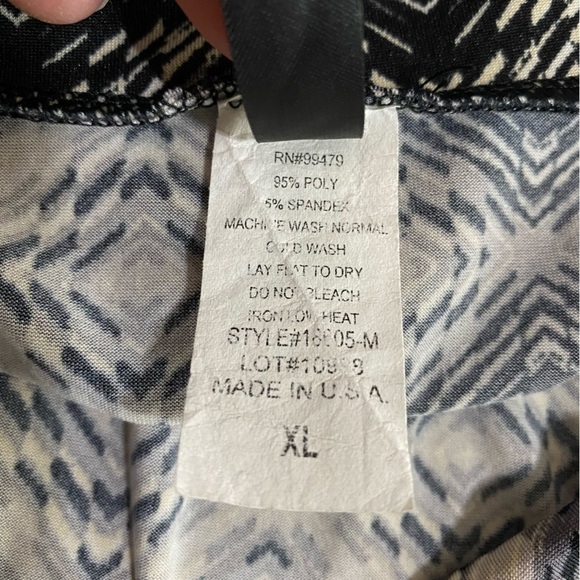 RN#99479
95% POLY
5% SPANDEX
MACHINE WASH NORMAL
COLD WASH
LAY FLAT TO DRY
DO NOT BLEACH
IRON LOW HEAT
MADE IN U.S.A.
XL